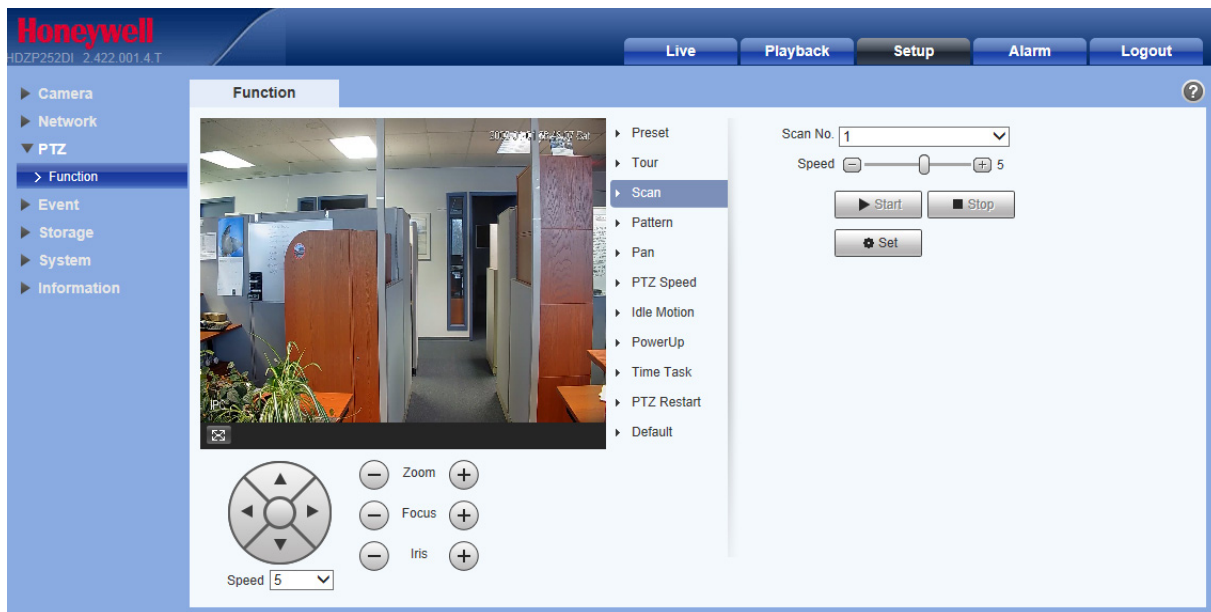 Honeywell
HDZP252DI 2.422.001.4.T
Live Playback Setup Alarm Logout
Camera
Network
PTZ
Function
Event
Storage
System
Information
Function
?
IP
Preset
Tour
Scan
Pattern
Pan
PTZ Speed
Idle Motion
PowerUp
Time Task
PTZ Restart
Default
Scan No. 1
Speed 5
Start Stop
Set
Zoom
Focus
Iris
Speed 5